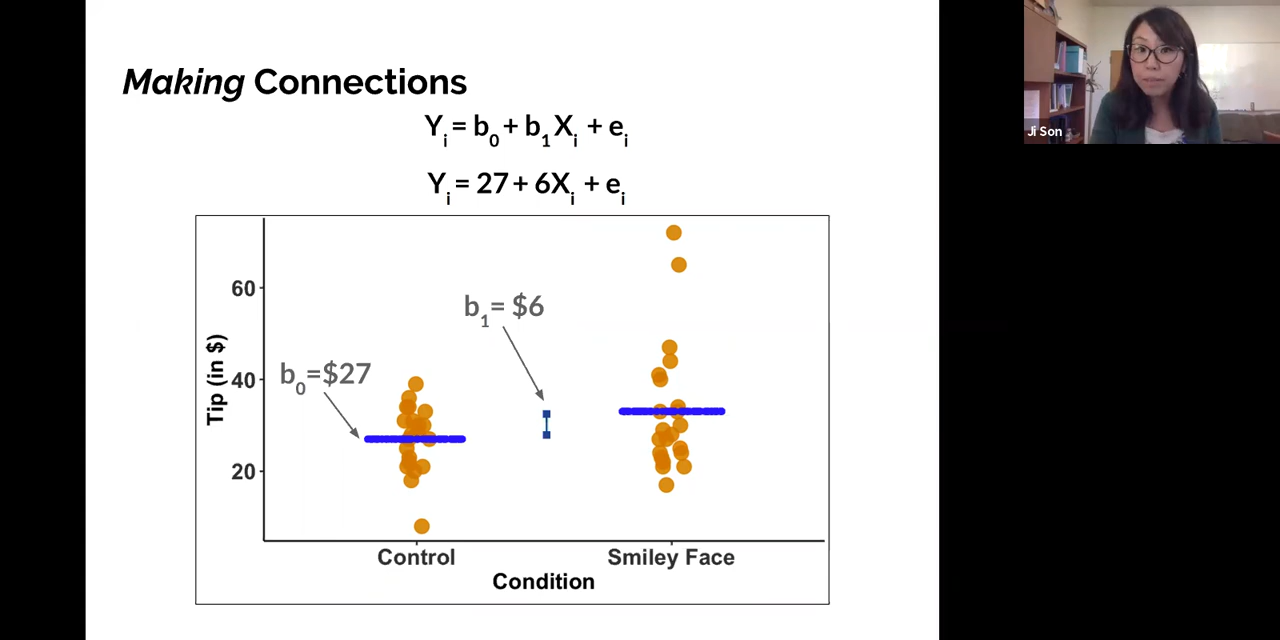 Making Connections
Yi = b0 + b1Xi + ei
Yi = 27 + 6Xi + ei
60
40
20
Tip (in $)
b1 = $6
b0=$27
Control
Smiley Face
Condition
Ji Son